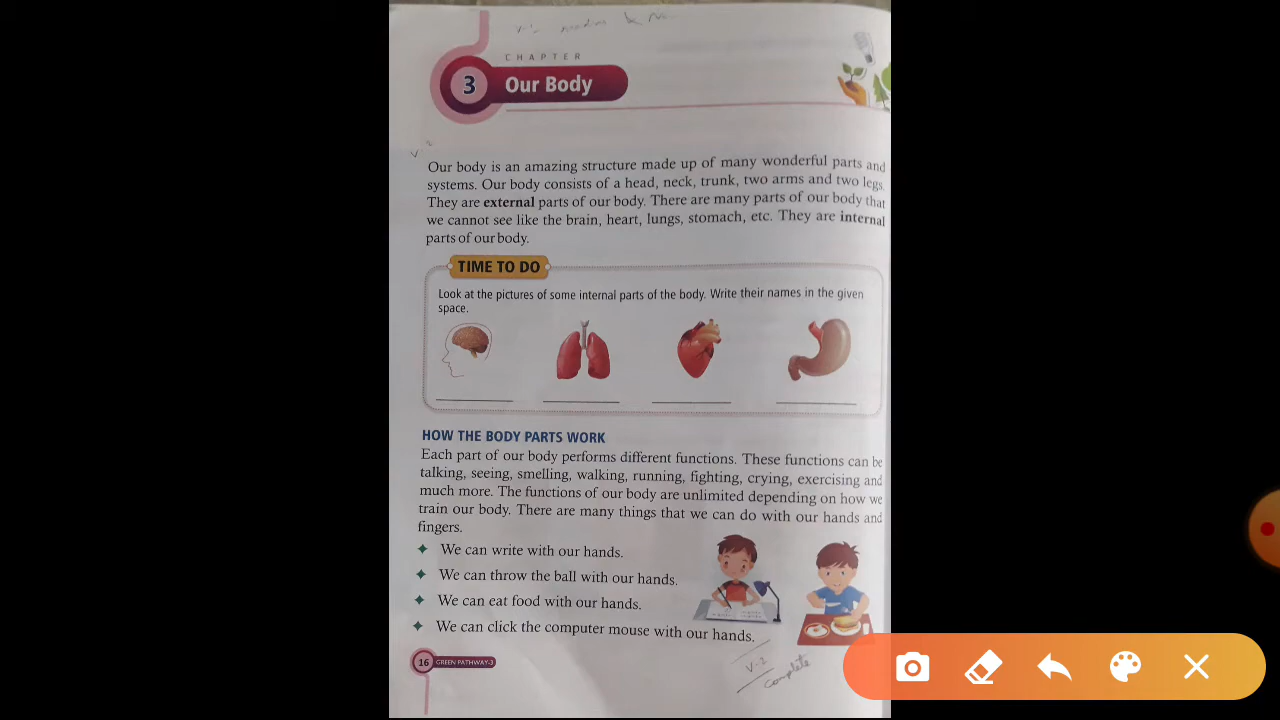 CHAPTER
3 Our Body
Our body is an amazing structure made up of many wonderful parts and
systems. Our body consists of a head, neck, trunk, two arms and two legs.
They are external parts of our body. There are many parts of our body that
we cannot see like the brain, heart, lungs, stomach, etc. They are internal
parts of our body.
TIME TO DO
Look at the pictures of some internal parts of the body. Write their names in the given
space.
HOW THE BODY PARTS WORK
Each part of our body performs different functions. These functions can be
talking, seeing, smelling, walking, running, fighting, crying, exercising and
much more. The functions of our body are unlimited depending on how we
train our body. There are many things that we can do with our hands and
fingers.
We can write with our hands.
We can throw the ball with our hands.
We can eat food with our hands.
We can click the computer mouse with our hands.
V-2
complete
16 GREEN PATHWAY-3